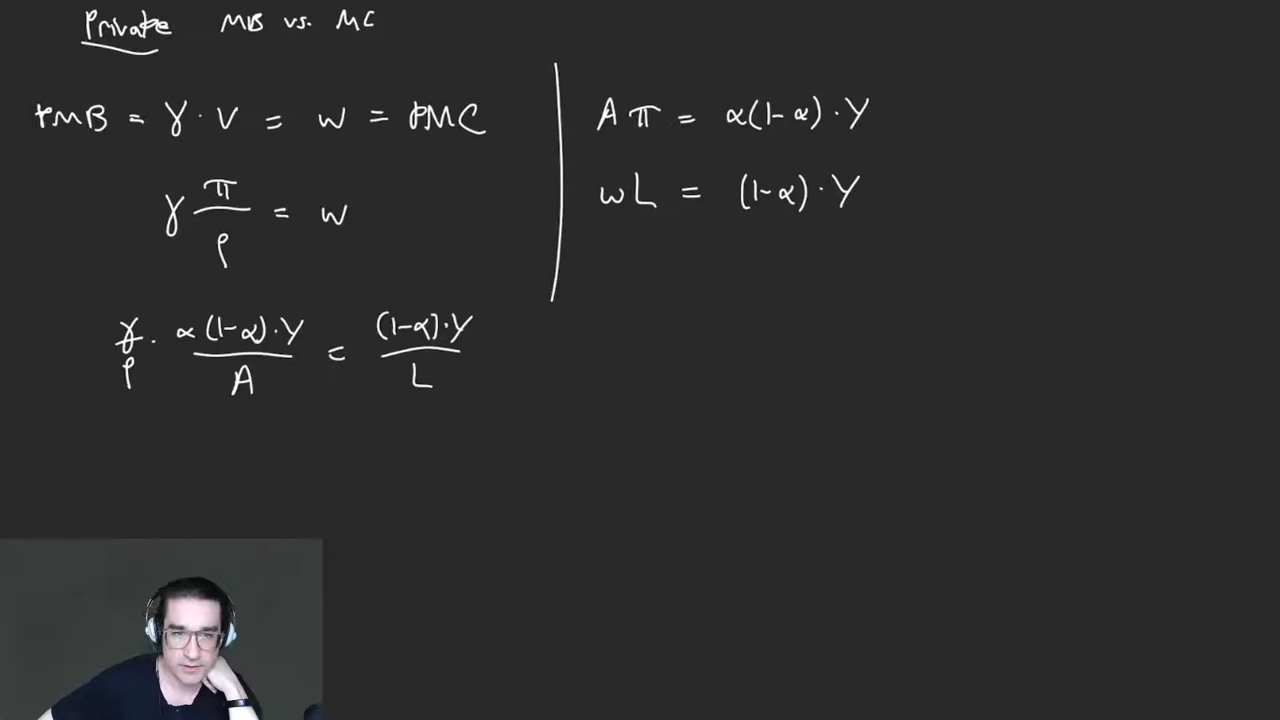 Private MB vs. MC
PMB = γ · V = w = PMC
γ π/ρ = w
γ/ρ · α(1-α)·Y/A = (1-α)·Y/L
Aπ = α(1-α)·Y
wL = (1-α)·Y